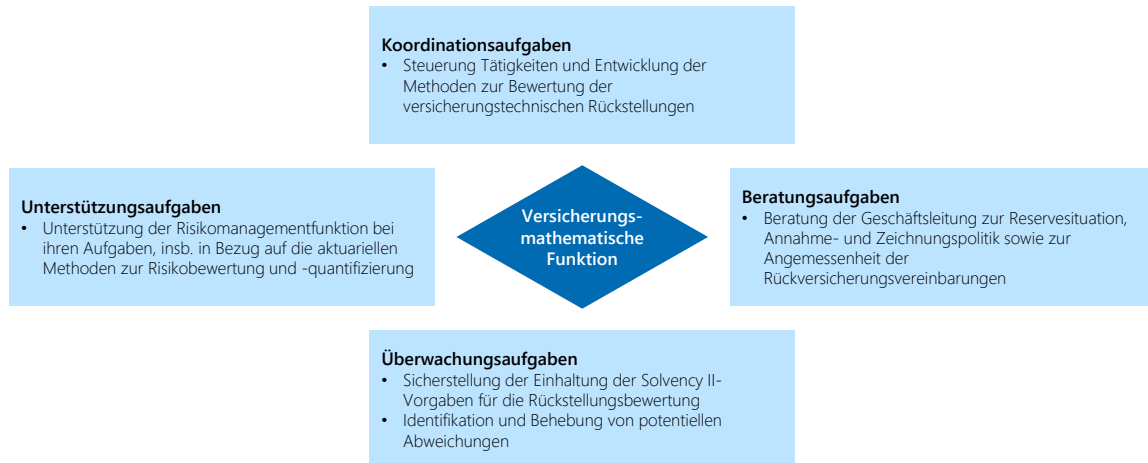 Koordinationsaufgaben
• Steuerung Tätigkeiten und Entwicklung der
Methoden zur Bewertung der
versicherungstechnischen Rückstellungen
Unterstützungsaufgaben
• Unterstützung der Risikomanagementfunktion bei
ihren Aufgaben, insb. in Bezug auf die aktuariellen
Methoden zur Risikobewertung und -quantifizierung
Versicherungs-
mathematische
Funktion
Beratungsaufgaben
• Beratung der Geschäftsleitung zur Reservesituation,
Annahme- und Zeichnungspolitik sowie zur
Angemessenheit der
Rückversicherungsvereinbarungen
Überwachungsaufgaben
• Sicherstellung der Einhaltung der Solvency II-
Vorgaben für die Rückstellungsbewertung
• Identifikation und Behebung von potentiellen
Abweichungen